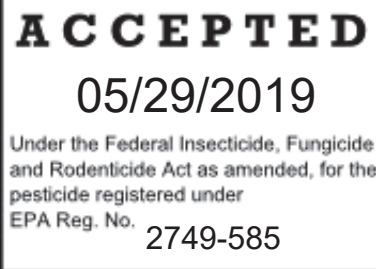 ACCEPTED
05/29/2019
Under the Federal Insecticide, Fungicide
and Rodenticide Act as amended, for the
pesticide registered under
EPA Reg. No. 2749-585